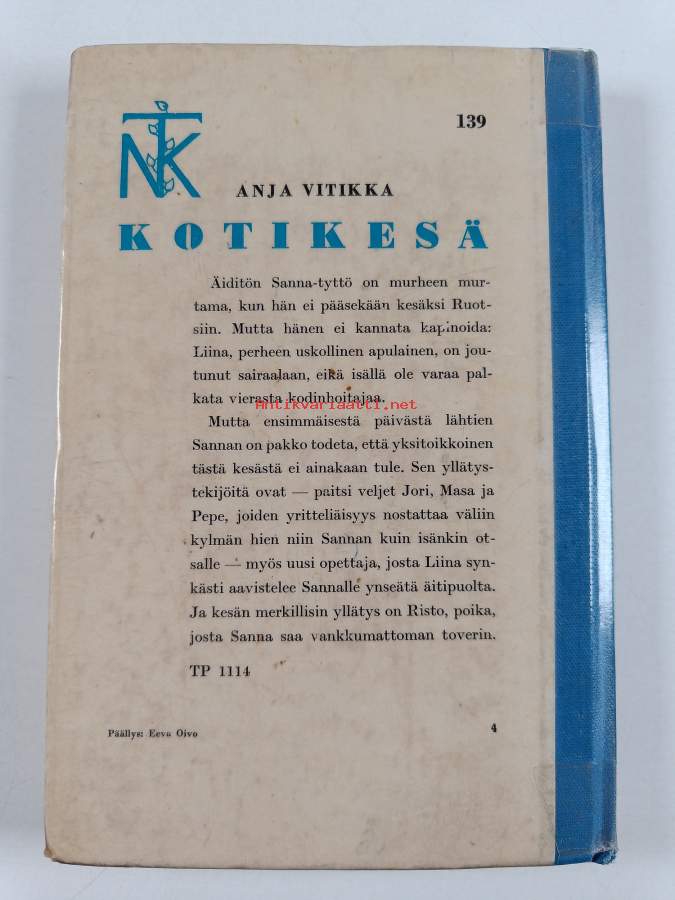 NTK
139
ANJA VITIKKA
KOTIKESÄ
Äiditön Sanna-tyttö on murheen mur-
tama, kun hän ei pääsekään kesäksi Ruot-
siin. Mutta hänen ei kannata kapinoida:
Liina, perheen uskollinen apulainen, on jou-
tunut sairaalaan, eikä isällä ole varaa pal-
kata vierasta kodinhoitajaa.
Antikvariaatti.net
Mutta ensimmäisestä päivästä lähtien
Sannan on pakko todeta, että yksitoikkoinen
tästä kesästä ei ainakaan tule. Sen yllätys-
tekijöitä ovat — paitsi veljet Jori, Masa ja
Pepe, joiden yritteliäisyys nostattaa väliin
kylmän hien niin Sannan kuin isänkin ot-
salle — myös uusi opettaja, josta Liina syn-
kästi aavistelee Sannalle ynseätä äitipuolta.
Ja kesän merkillisin yllätys on Risto, poika,
josta Sanna saa vankkumattoman toverin.
TP 1114
Päällys: Eeva Oivo
4